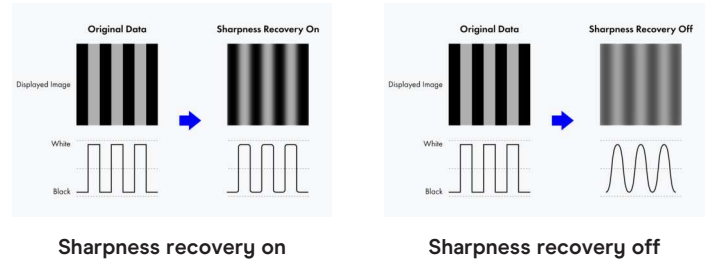 Original Data
Sharpness Recovery On
Displayed Image
White
Black
Sharpness recovery on
Original Data
Sharpness Recovery Off
Displayed Image
White
Black
Sharpness recovery off